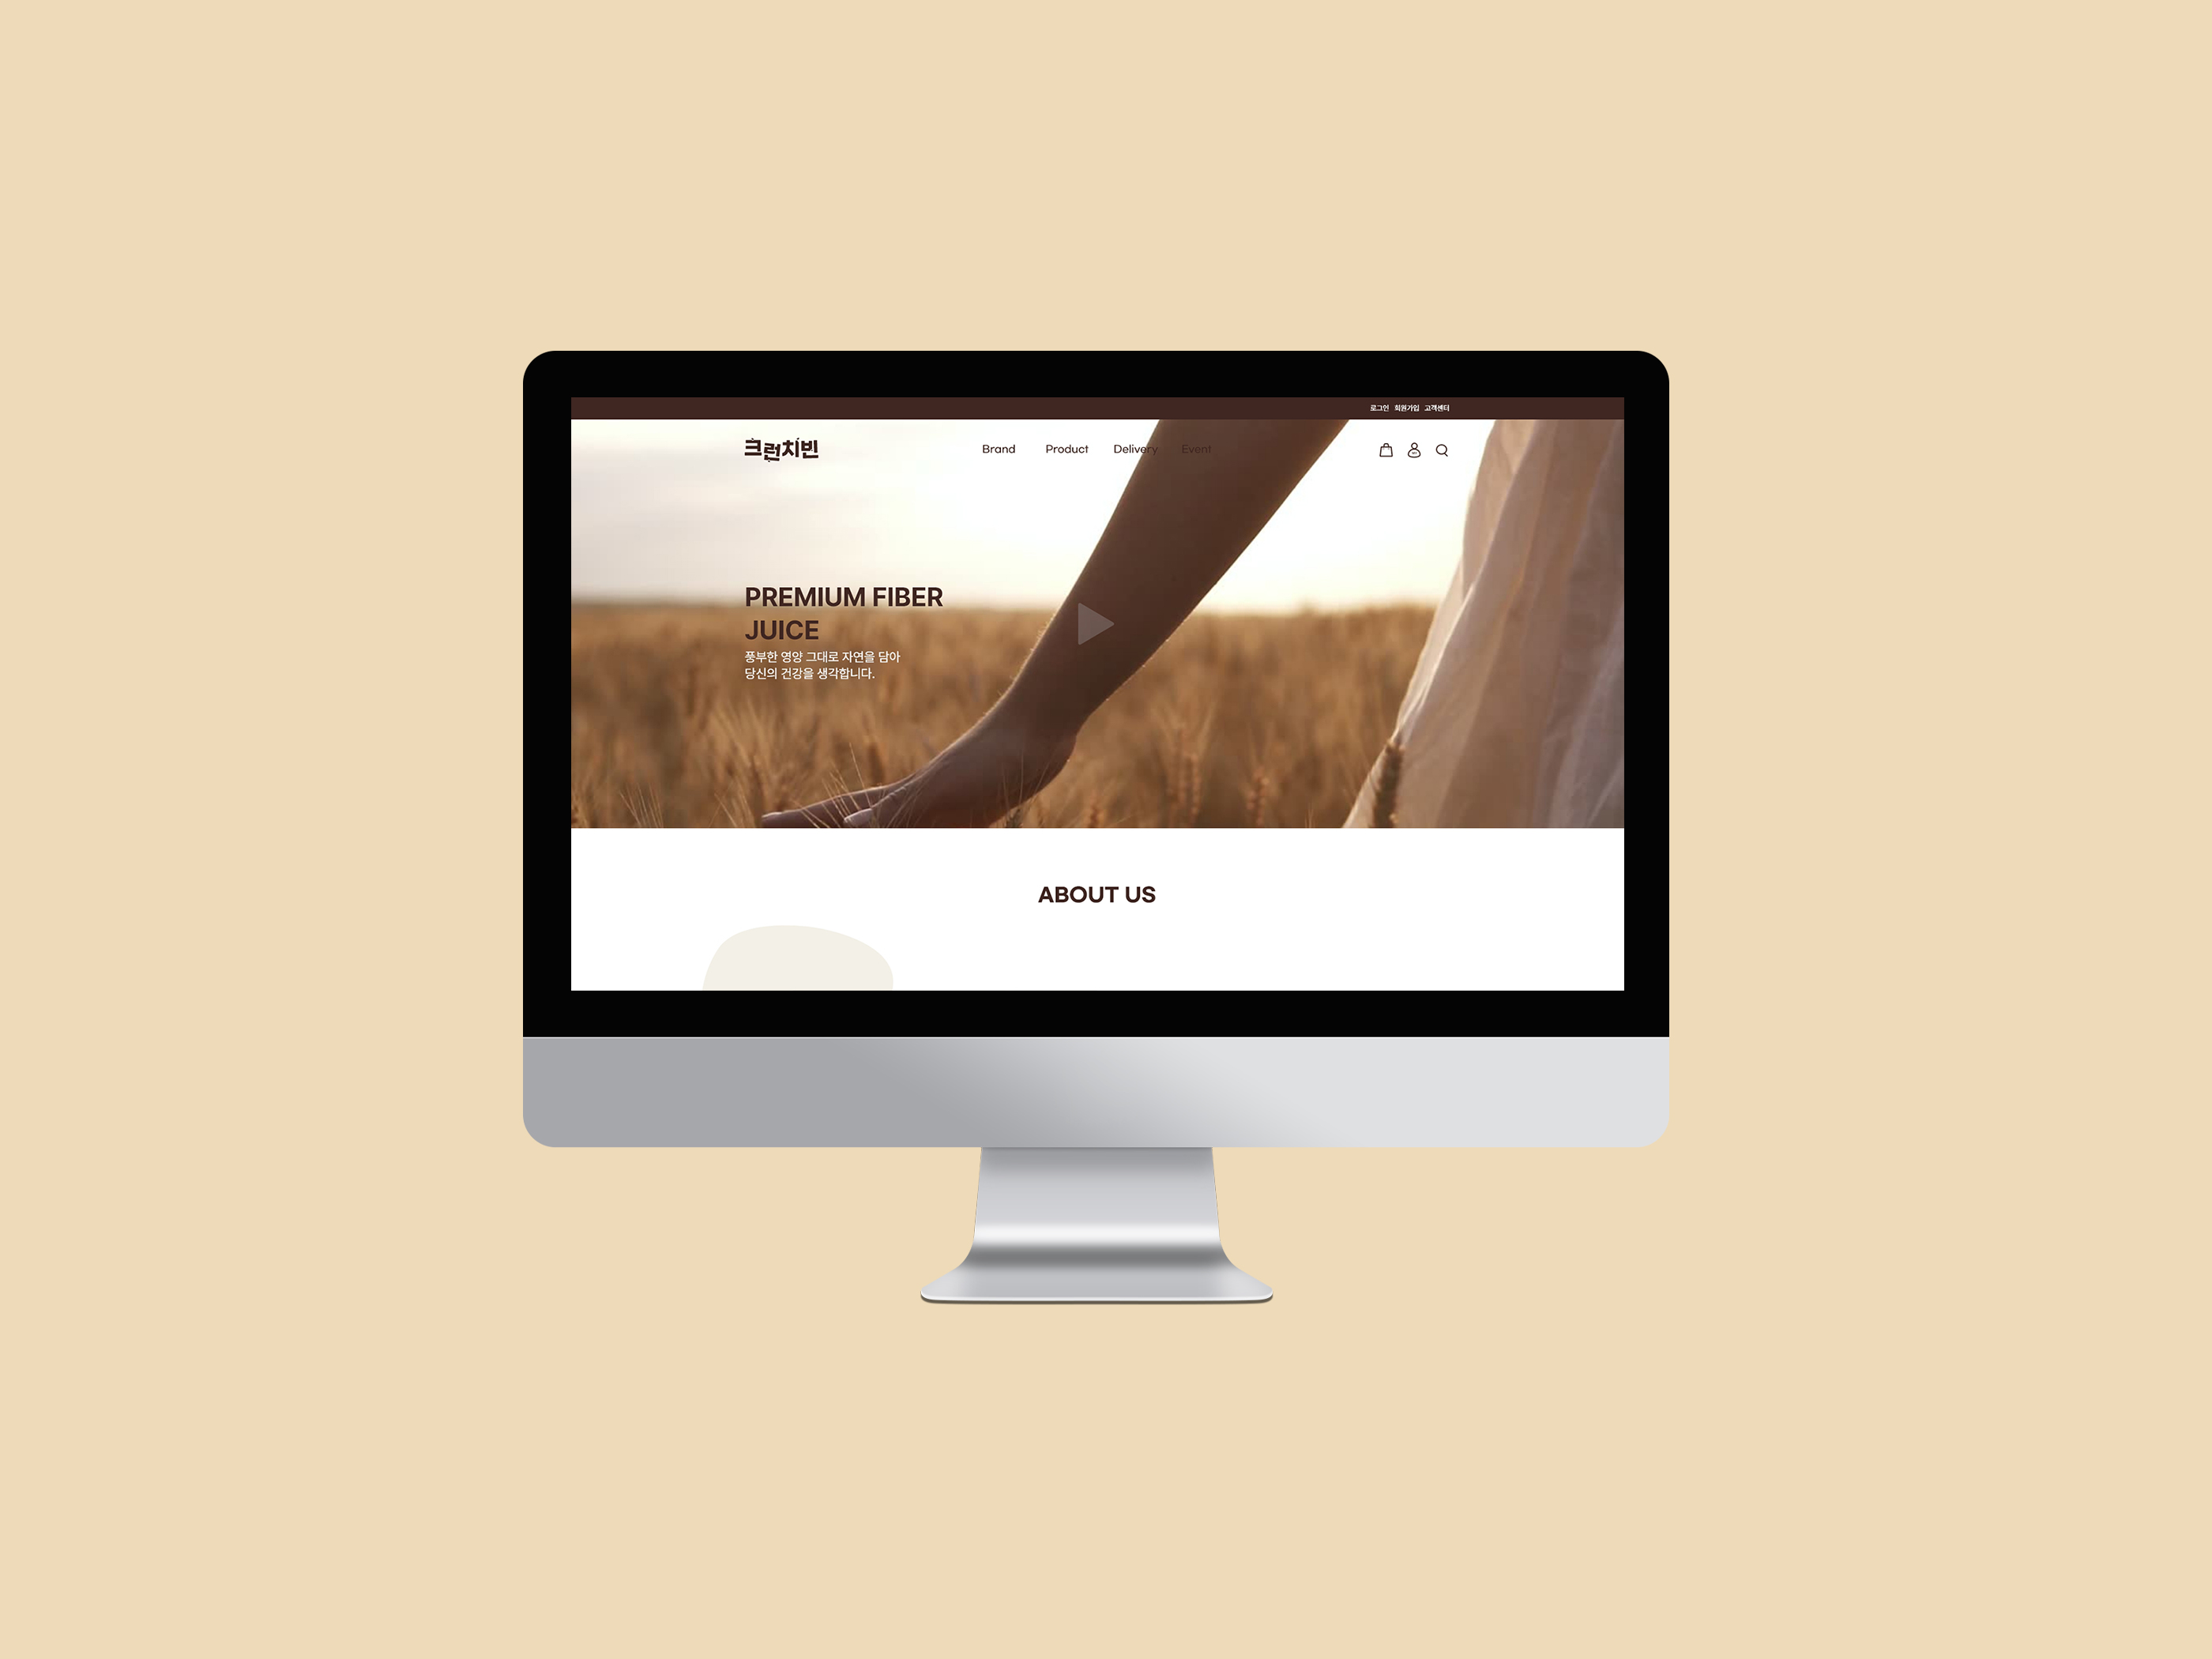 로그인 회원가입 고객센터
크런치빈
Brand Product Delivery Event
PREMIUM FIBER
JUICE
풍부한 영양 그대로 자연을 담아
당신의 건강을 생각합니다.
ABOUT US